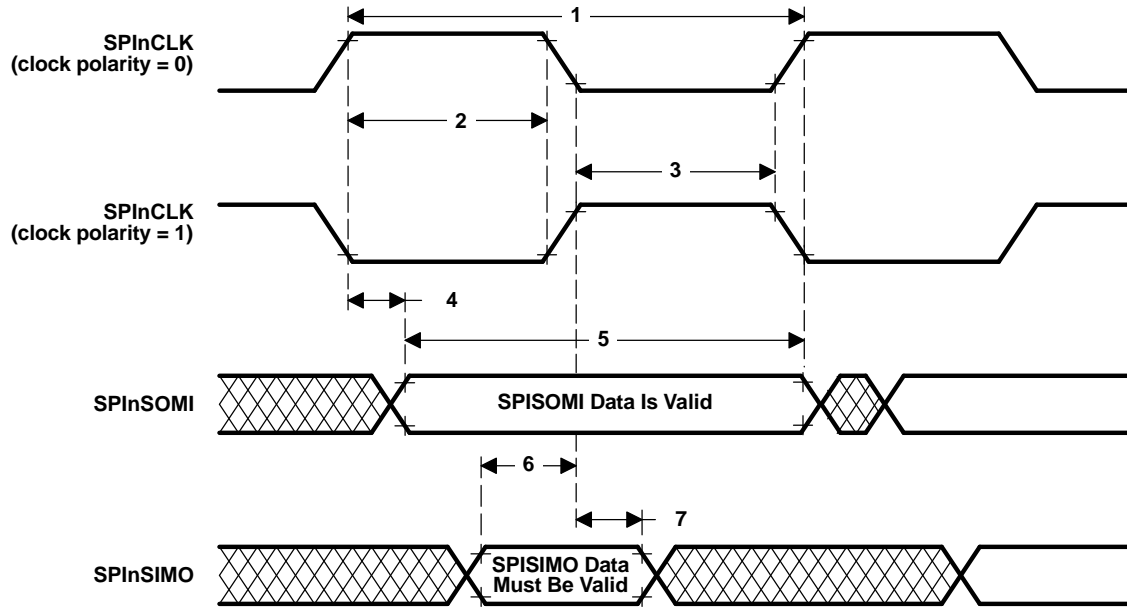 1
SPInCLK
(clock polarity = 0)
2
3
SPInCLK
(clock polarity = 1)
4
5
SPInSOMI
SPISOMI Data Is Valid
6
7
SPInSIMO
SPISIMO Data
Must Be Valid